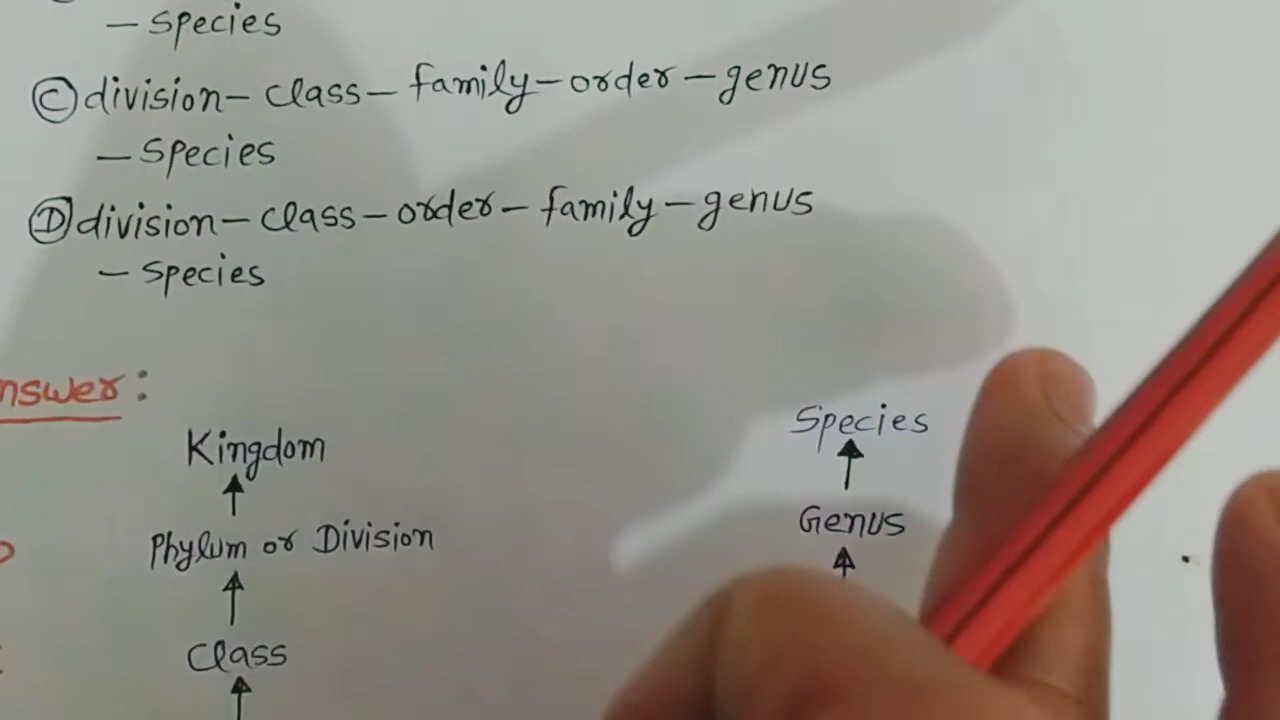 – Species
Ⓒ division – class – family – order – genus
– Species
Ⓓ division – class – order – family – genus
– Species
nswer :
Kingdom
Species
Phylum or Division
Genus
Class